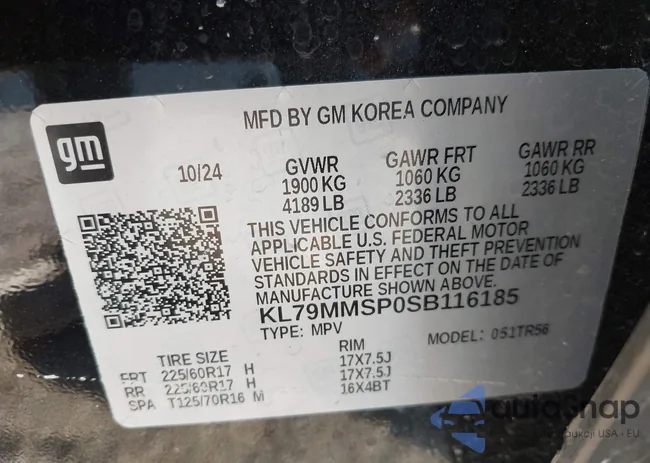 MFD BY GM KOREA COMPANY
gm
10/24
GVWR
1900 KG
4189 LB
GAWR FRT
1060 KG
2336 LB
GAWR RR
1060 KG
2336 LB
THIS VEHICLE CONFORMS TO ALL
APPLICABLE U.S. FEDERAL MOTOR
VEHICLE SAFETY AND THEFT PREVENTION
STANDARDS IN EFFECT ON THE DATE OF
MANUFACTURE SHOWN ABOVE.
KL79MMSP0SB116185
TYPE: MPV
MODEL: 051TR56
TIRE SIZE
RIM
FRT 225/60R17 H 17X7.5J
RR 225/60R17 H 17X7.5J
SPA T125/70R16 M 16X4BT
USA - EU